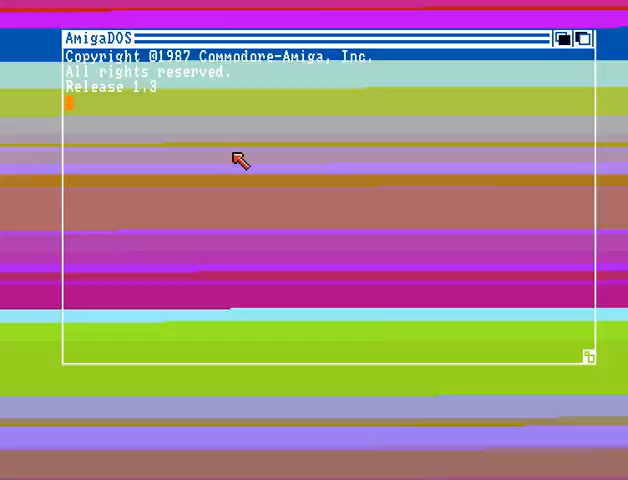 AmigaDOS
Copyright ©1987 Commodore-Amiga, Inc.
All rights reserved.
Release 1.3